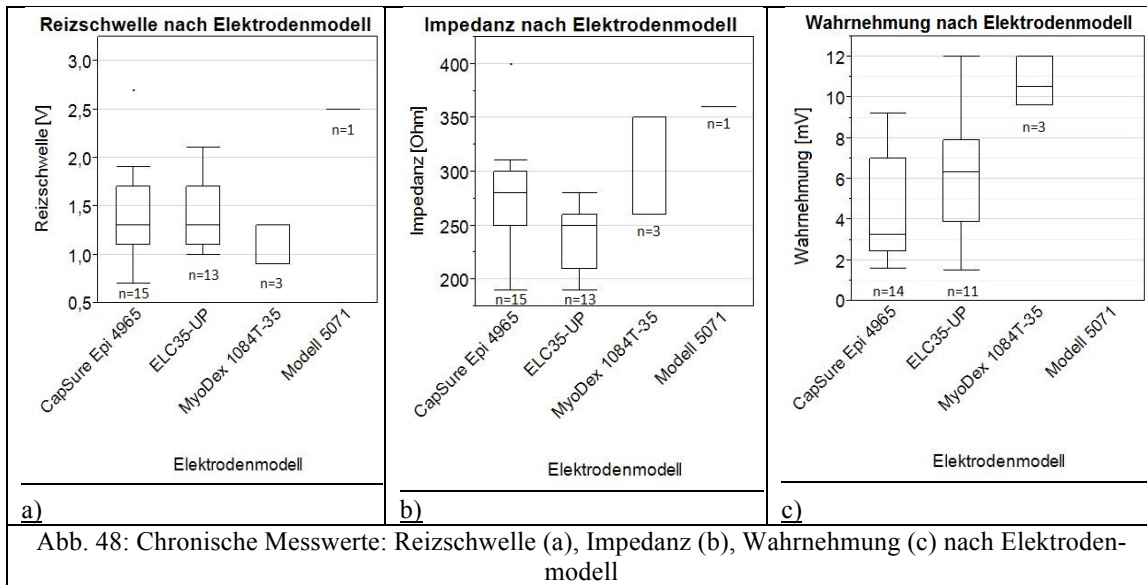 Reizschwelle nach Elektrodenmodell
Reizschwelle [V]
3,0
2,5
2,0
1,5
1,0
0,5
n=15
n=13
n=3
n=1
CapSure Epi 4965
ELC35-UP
MyoDex 1084T-35
Modell 5071
Elektrodenmodell
a)
Impedanz nach Elektrodenmodell
Impedanz [Ohm]
400
350
300
250
200
n=15
n=13
n=3
n=1
CapSure Epi 4965
ELC35-UP
MyoDex 1084T-35
Modell 5071
Elektrodenmodell
b)
Wahrnehmung nach Elektrodenmodell
Wahrnehmung [mV]
12
10
8
6
4
2
0
n=14
n=11
n=3
CapSure Epi 4965
ELC35-UP
MyoDex 1084T-35
Modell 5071
Elektrodenmodell
c)
Abb. 48: Chronische Messwerte: Reizschwelle (a), Impedanz (b), Wahrnehmung (c) nach Elektroden-
modell